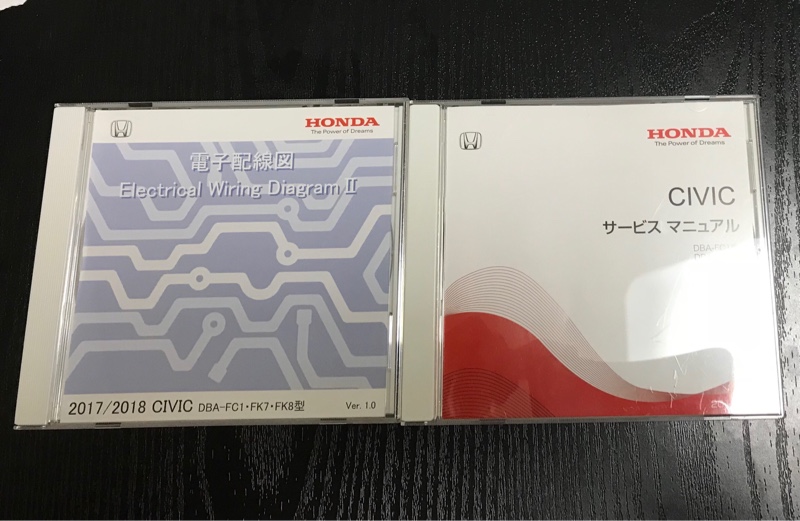 HONDA
The Power of Dreams
電子配線図
Electrical Wiring Diagram II
2017/2018 CIVIC DBA-FC1・FK7・FK8型
Ver. 1.0
HONDA
The Power of Dreams
CIVIC
サービス マニュアル